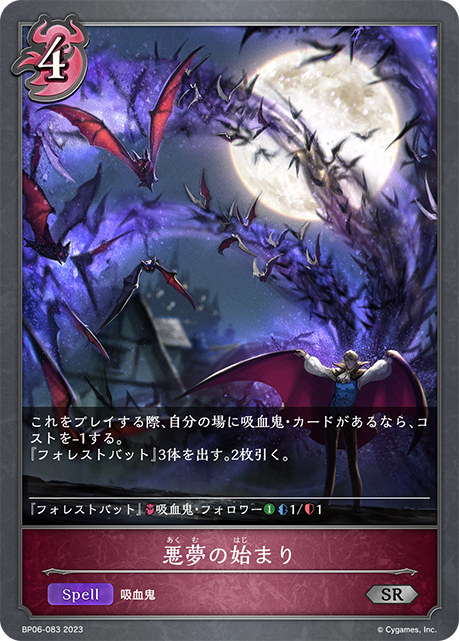 4
これをプレイする際、自分の場に吸血鬼・カードがあるなら、コ
ストを-1する。
『フォレストバット』3体を出す。2枚引く。
『フォレストバット』吸血鬼・フォロワー1 1/1
あくむ はじ
悪夢の始まり
Spell 吸血鬼 SR
BP06-083 2023 © Cygames, Inc.